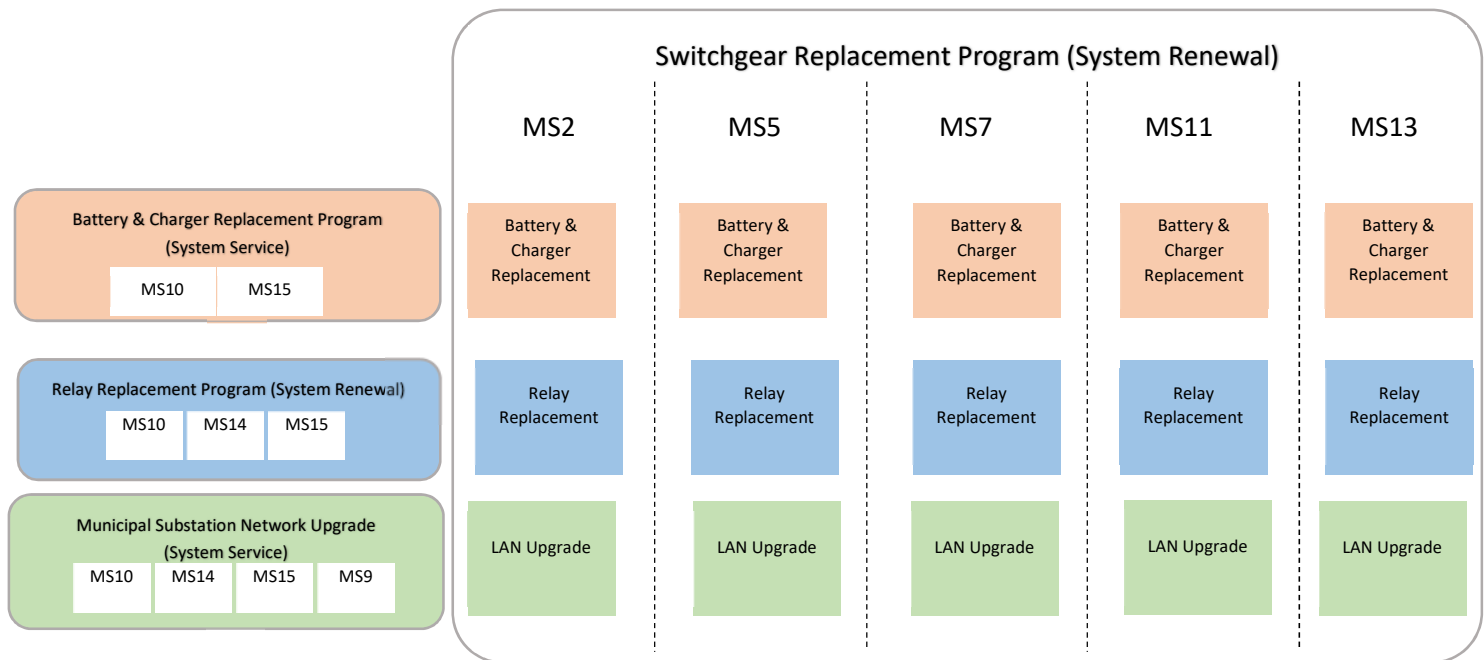 Switchgear Replacement Program (System Renewal)
MS2
MS5
MS7
MS11
MS13
Battery & Charger Replacement Program
(System Service)
MS10
MS15
Battery &
Charger
Replacement
Battery &
Charger
Replacement
Battery &
Charger
Replacement
Battery &
Charger
Replacement
Battery &
Charger
Replacement
Relay Replacement Program (System Renewal)
MS10
MS14
MS15
Relay
Replacement
Relay
Replacement
Relay
Replacement
Relay
Replacement
Relay
Replacement
Municipal Substation Network Upgrade
(System Service)
MS10
MS14
MS15
MS9
LAN Upgrade
LAN Upgrade
LAN Upgrade
LAN Upgrade
LAN Upgrade